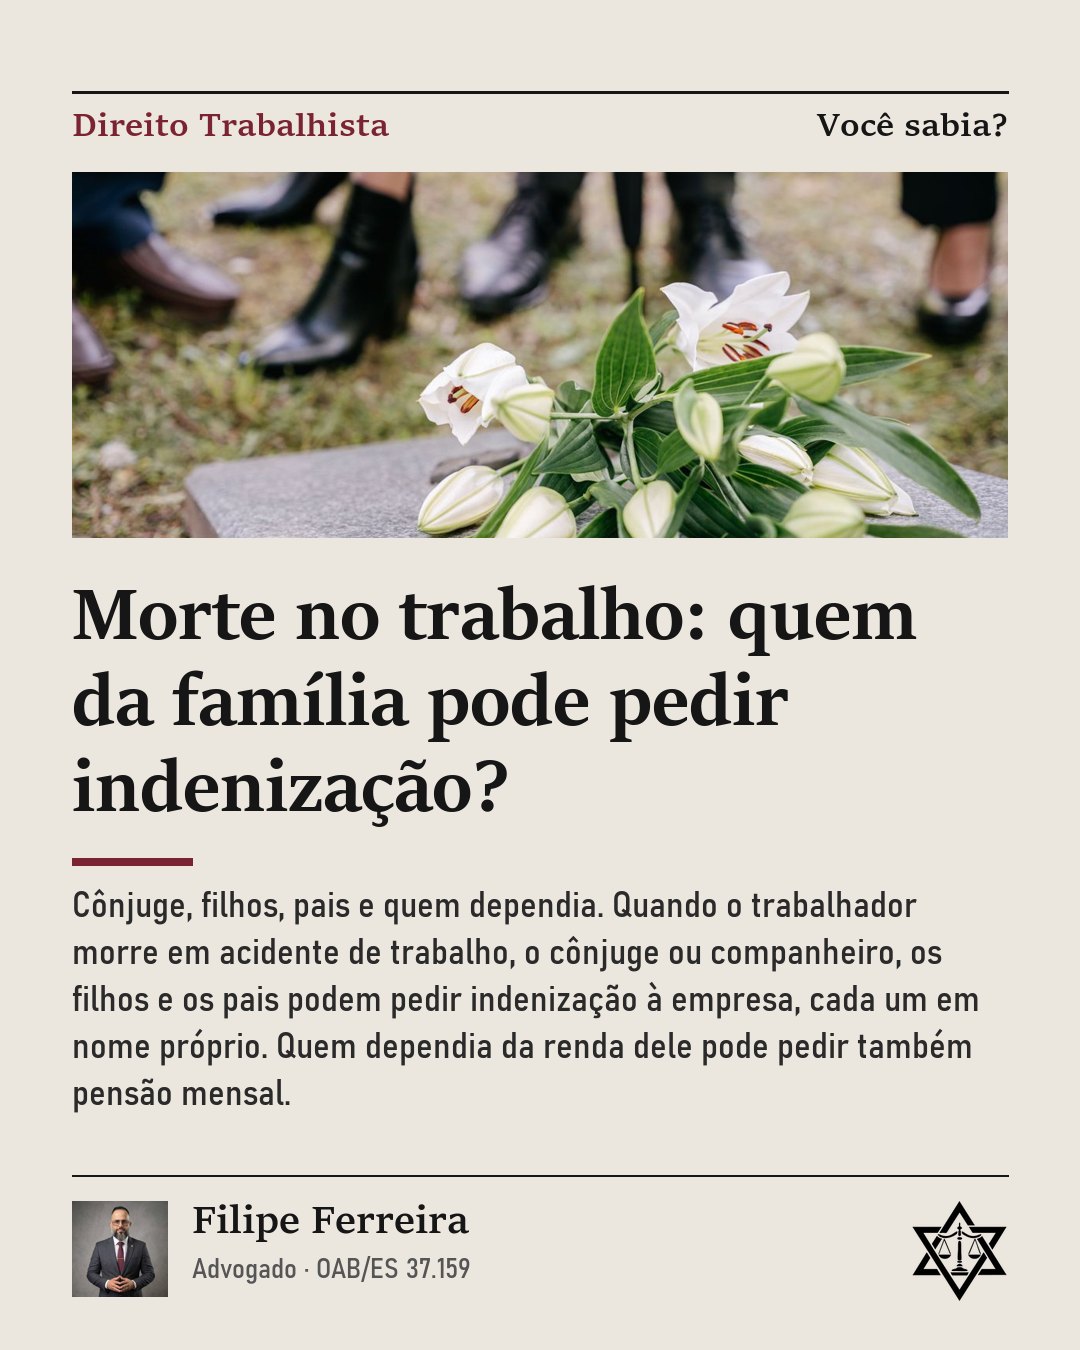 Direito Trabalhista
Você sabia?
Morte no trabalho: quem
da família pode pedir
indenização?
Cônjuge, filhos, pais e quem dependia. Quando o trabalhador
morre em acidente de trabalho, o cônjuge ou companheiro, os
filhos e os pais podem pedir indenização à empresa, cada um em
nome próprio. Quem dependia da renda dele pode pedir também
pensão mensal.
Filipe Ferreira
Advogado · OAB/ES 37.159